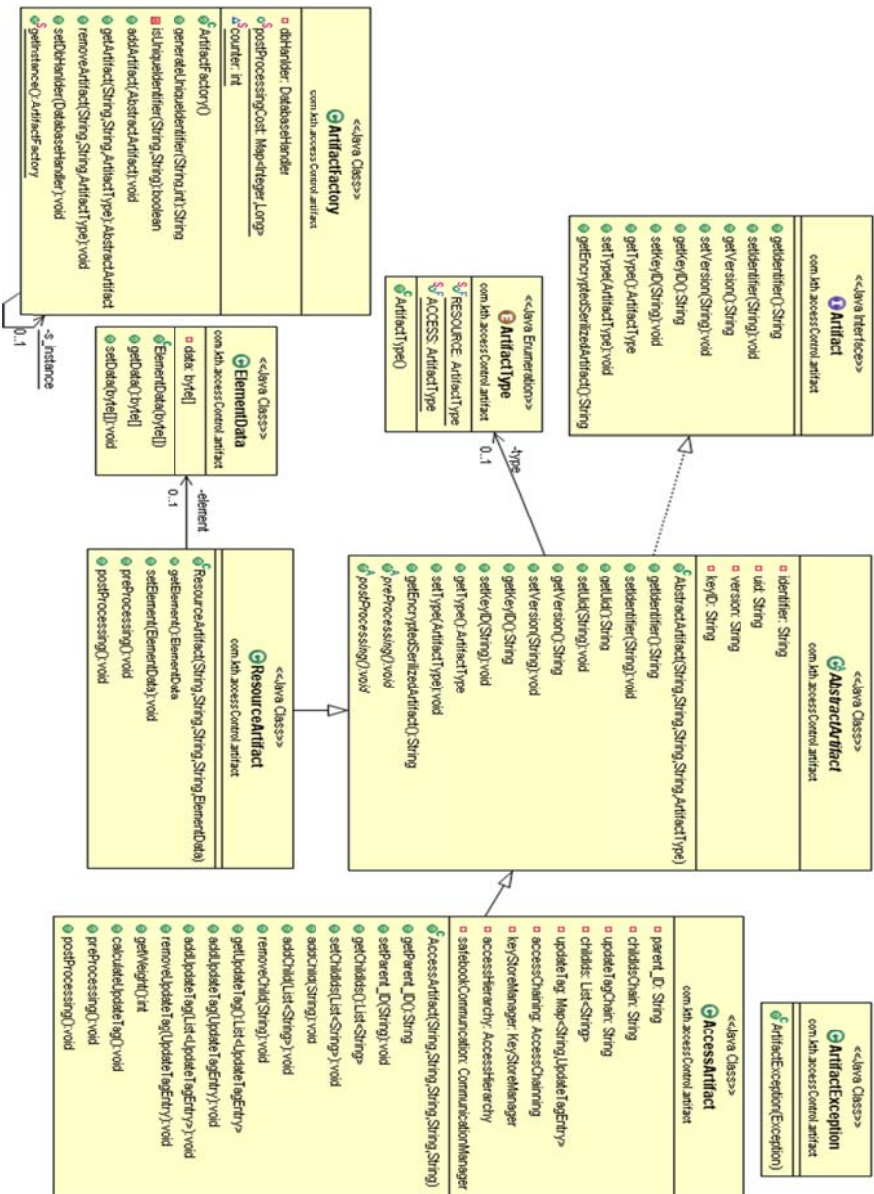 <<Java Interface>>
I Artifact
com.kth.accessControl.artifact
getIdentifier():String
setIdentifier(String):void
getVersion():String
setVersion(String):void
getKeyID():String
setKeyID(String):void
getType():ArtifactType
setType(ArtifactType):void
getEncryptedSerilizedArtifact():String
<<Java Class>>
C AbstractArtifact
com.kth.accessControl.artifact
identifier: String
uid: String
version: String
keyID: String
AbstractArtifact(String,String,String,String,ArtifactType)
getIdentifier():String
setIdentifier(String):void
getUid():String
setUid(String):void
getVersion():String
setVersion(String):void
getKeyID():String
setKeyID(String):void
getType():ArtifactType
setType(ArtifactType):void
getEncryptedSerilizedArtifact():String
preProcessing():void
postProcessing():void
<<Java Class>>
C ArtifactException
com.kth.accessControl.artifact
ArtifactException(Exception)
<<Java Class>>
C AccessArtifact
com.kth.accessControl.artifact
parent_ID: String
childIdsChain: String
updateTagChain: String
childIds: List<String>
updateTag: Map<String,UpdateTagEntry>
accessChaining: AccessChainning
keyStoreManager: KeyStoreManager
accessHierarchy: AccessHierarchy
safebookCommunication: CommunicationManager
AccessArtifact(String,String,String,String,String)
getParent_ID():String
setParent_ID(String):void
getChildIds():List<String>
setChildIds(List<String>):void
addChild(String):void
addChild(List<String>):void
removeChild(String):void
getUpdateTag():List<UpdateTagEntry>
addUpdateTag(UpdateTagEntry):void
addUpdateTag(List<UpdateTagEntry>):void
removeUpdateTag(UpdateTagEntry):void
getWeight():int
calculateUpdateTag():void
preProcessing():void
postProcessing():void
<<Java Enumeration>>
E ArtifactType
com.kth.accessControl.artifact
RESOURCE: ArtifactType
ACCESS: ArtifactType
ArtifactType()
-type
0..1
<<Java Class>>
C ArtifactFactory
com.kth.accessControl.artifact
dbHanlder: DatabaseHandler
postProcessingCost: Map<Integer,Long>
counter: int
ArtifactFactory()
generateUniqueIdentifier(String,int):String
isUniqueIdentifier(String,String):boolean
addArtifact(AbstractArtifact):void
getArtifact(String,String,ArtifactType):AbstractArtifact
removeArtifact(String,String,ArtifactType):void
setDbHanlder(DatabaseHandler):void
getInstance():ArtifactFactory
-s_instance
0..1
<<Java Class>>
C ElementData
com.kth.accessControl.artifact
data: byte[]
ElementData(byte[])
getData():byte[]
setData(byte[]):void
-element
0..1
<<Java Class>>
C ResourceArtifact
com.kth.accessControl.artifact
ResourceArtifact(String,String,String,String,ElementData)
getElement():ElementData
setElement(ElementData):void
preProcessing():void
postProcessing():void